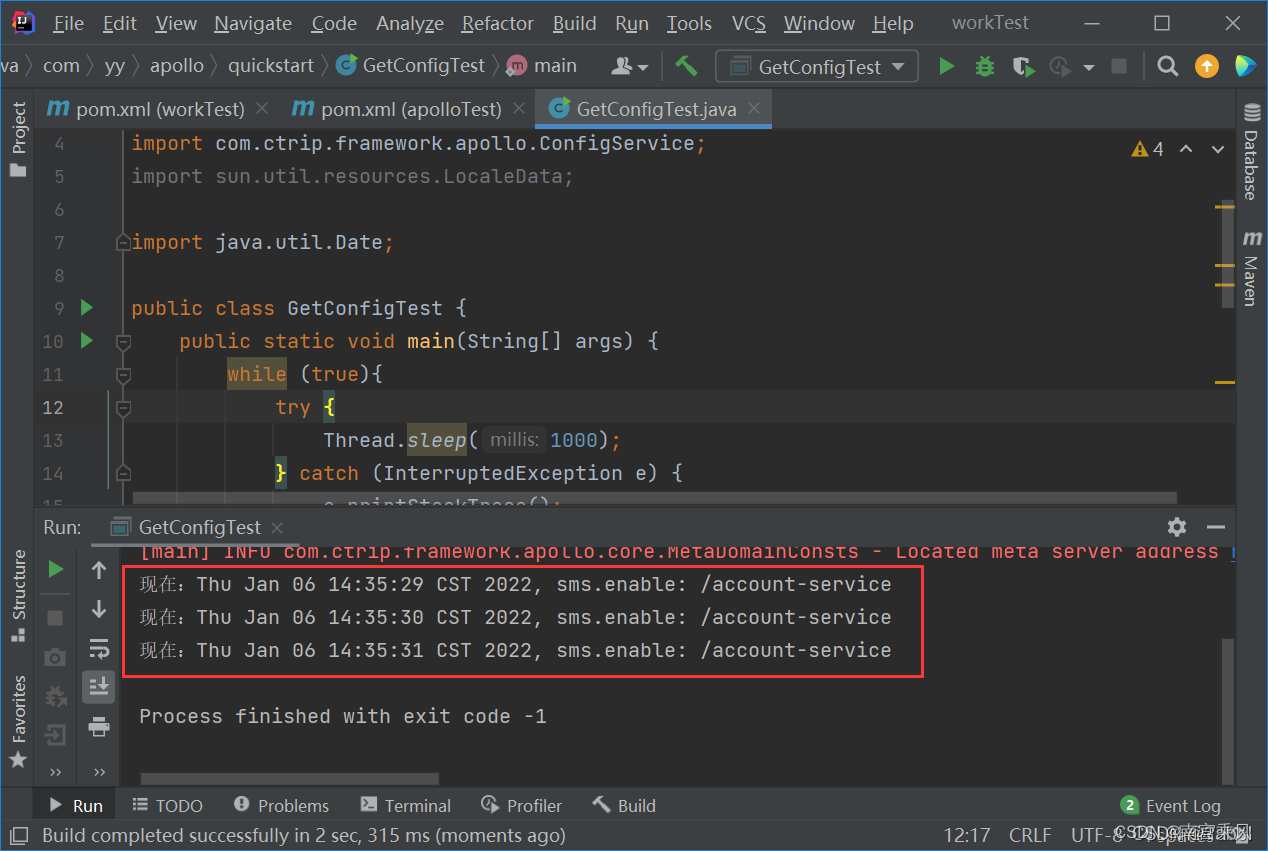 File Edit View Navigate Code Analyze Refactor Build Run Tools VCS Window Help workTest
va com yy apollo quickstart GetConfigTest main GetConfigTest
pom.xml (workTest) pom.xml (apolloTest) GetConfigTest.java
Project
Structure
Favorites
4 import com.ctrip.framework.apollo.ConfigService; 4
5 import sun.util.resources.LocaleData;
6
7 import java.util.Date;
8
9 public class GetConfigTest {
10 public static void main(String[] args) {
11 while (true){
12 try {
13 Thread.sleep( millis: 1000);
14 } catch (InterruptedException e) {
15 e.printStackTrace();
Database
Maven
Run: GetConfigTest
[main] INFO com.ctrip.framework.apollo.core.MetaDomainConsts - Located meta server address
现在：Thu Jan 06 14:35:29 CST 2022, sms.enable: /account-service
现在：Thu Jan 06 14:35:30 CST 2022, sms.enable: /account-service
现在：Thu Jan 06 14:35:31 CST 2022, sms.enable: /account-service
Process finished with exit code -1
Run TODO Problems Terminal Profiler Build 2 Event Log
Build completed successfully in 2 sec, 315 ms (moments ago) 12:17 CRLF UTF-8